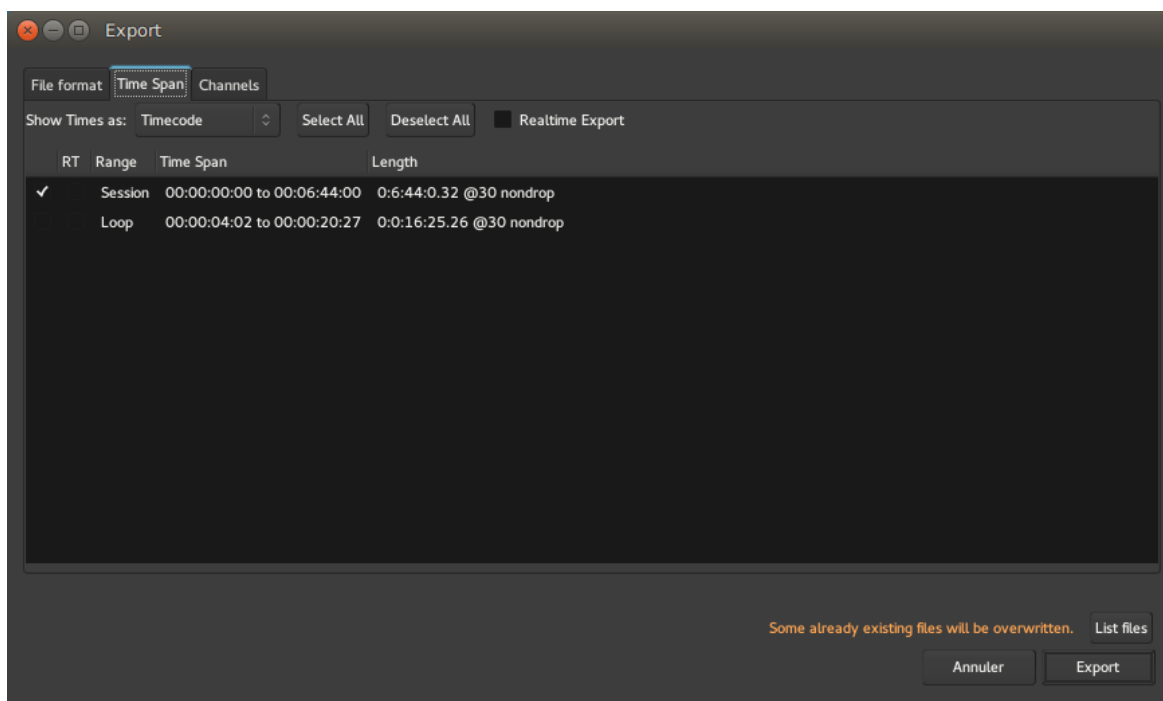 Export
File format Time Span Channels
Show Times as: Timecode Select All Deselect All Realtime Export
RT Range Time Span Length
Session 00:00:00:00 to 00:06:44:00 0:6:44:0.32 @30 nondrop
Loop 00:00:04:02 to 00:00:20:27 0:0:16:25.26 @30 nondrop
Some already existing files will be overwritten. List files
Annuler Export